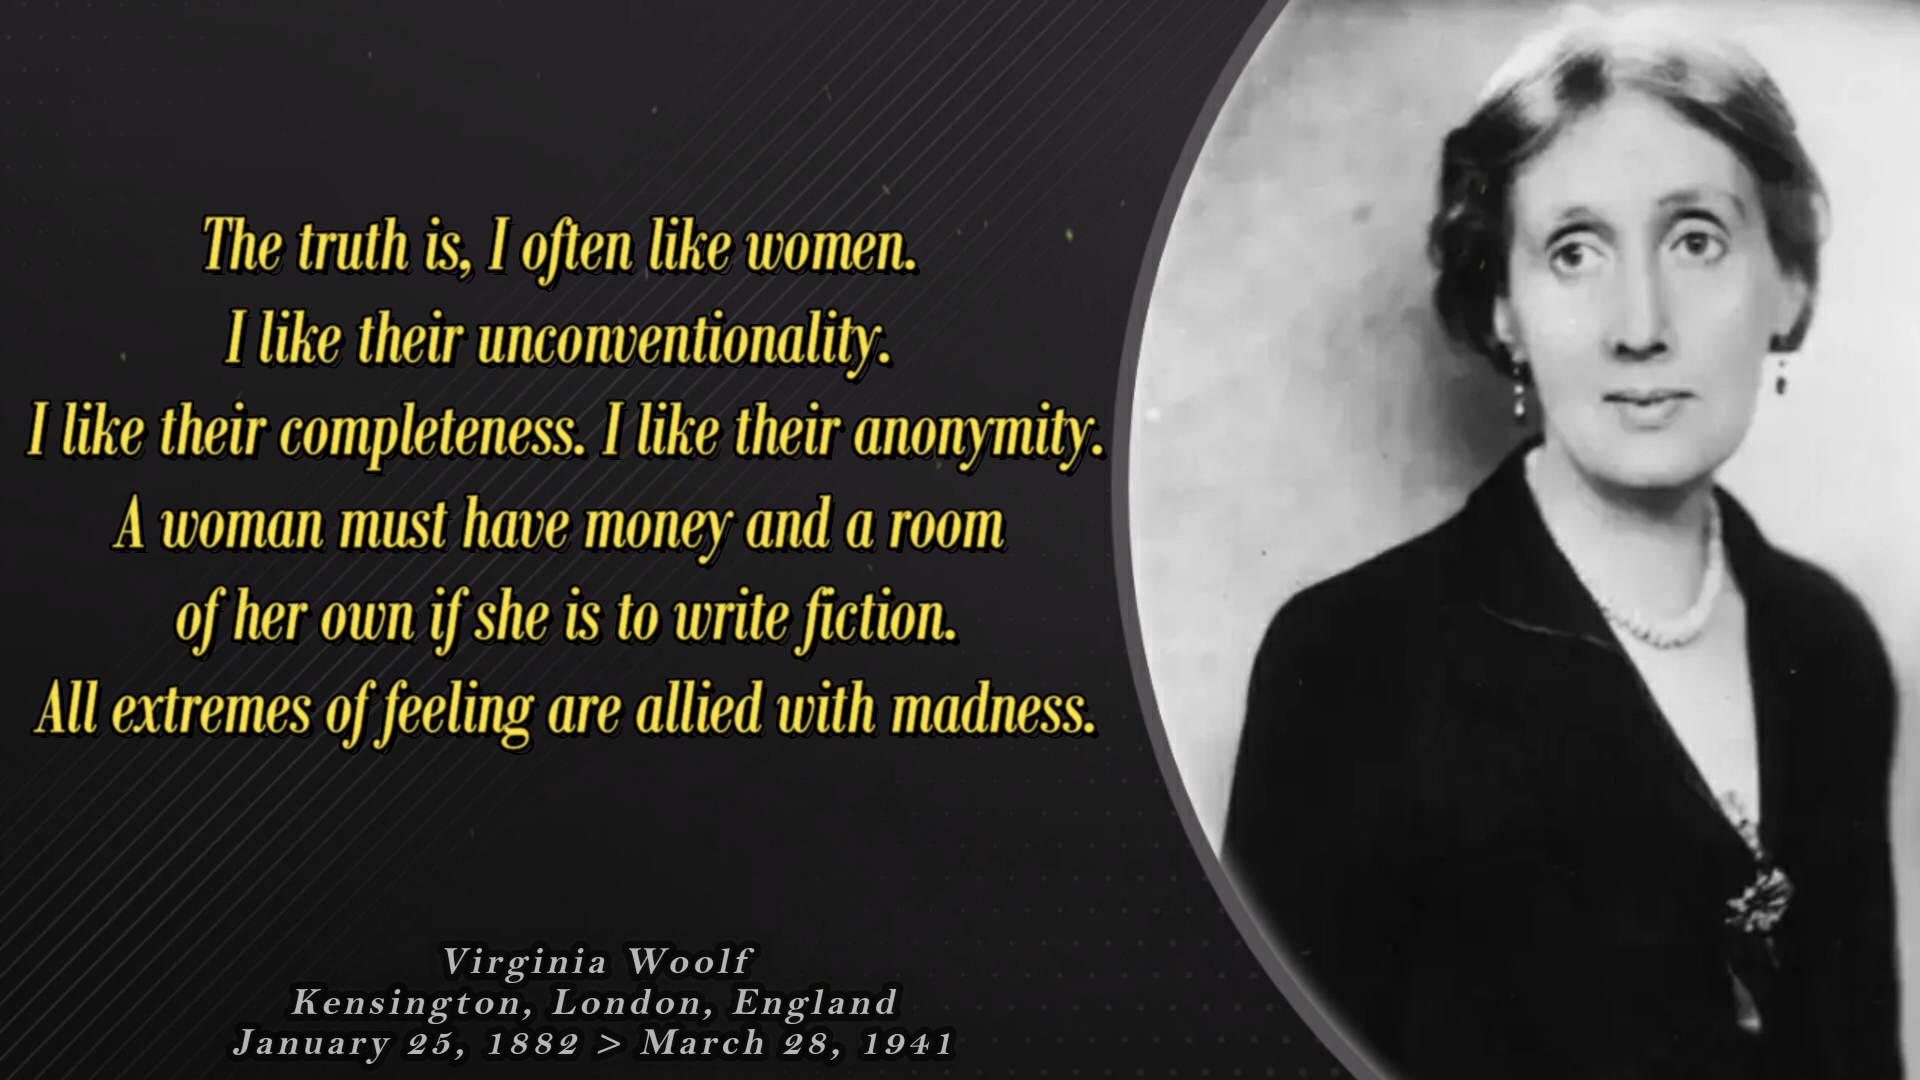 The truth is, I often like women.
I like their unconventionality.
I like their completeness. I like their anonymity.
A woman must have money and a room
of her own if she is to write fiction.
All extremes of feeling are allied with madness.
Virginia Woolf
Kensington, London, England
January 25, 1882 > March 28, 1941